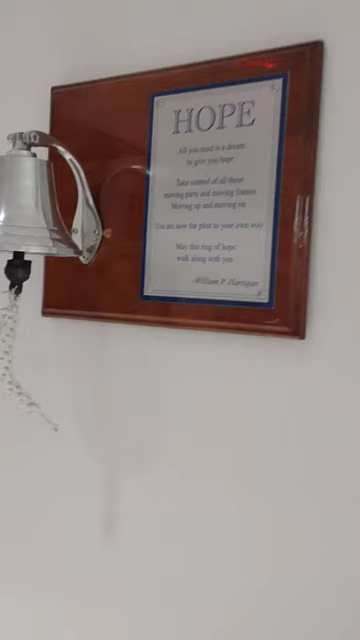 HOPE
All you need is a dream
to give you hope.
Take control of all these
moving parts and moving frames
Moving up and moving on
You are now the pilot to your own way
May this ring of hope
walk along with you
-William P. Hartigan